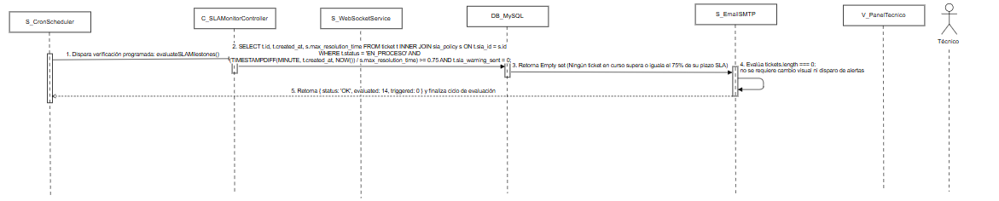 S_CronScheduler
C_SLAMonitorController
S_WebSocketService
DB_MySQL
S_EmailSMTP
V_PanelTecnico
Técnico
1. Dispara verificación programada: evaluateSLAMilestones()
2. SELECT t.id, t.created_at, s.max_resolution_time FROM ticket t INNER JOIN sla_policy s ON t.sla_id = s.id
WHERE t.status = 'EN_PROCESO' AND
(TIMESTAMPDIFF(MINUTE, t.created_at, NOW()) / s.max_resolution_time) >= 0.75 AND t.sla_warning_sent = 0;
3. Retorna Empty set (Ningún ticket en curso supera o iguala el 75% de su plazo SLA)
4. Evalúa tickets.length === 0;
no se requiere cambio visual ni disparo de alertas
5. Retorna { status: 'OK', evaluated: 14, triggered: 0 } y finaliza ciclo de evaluación